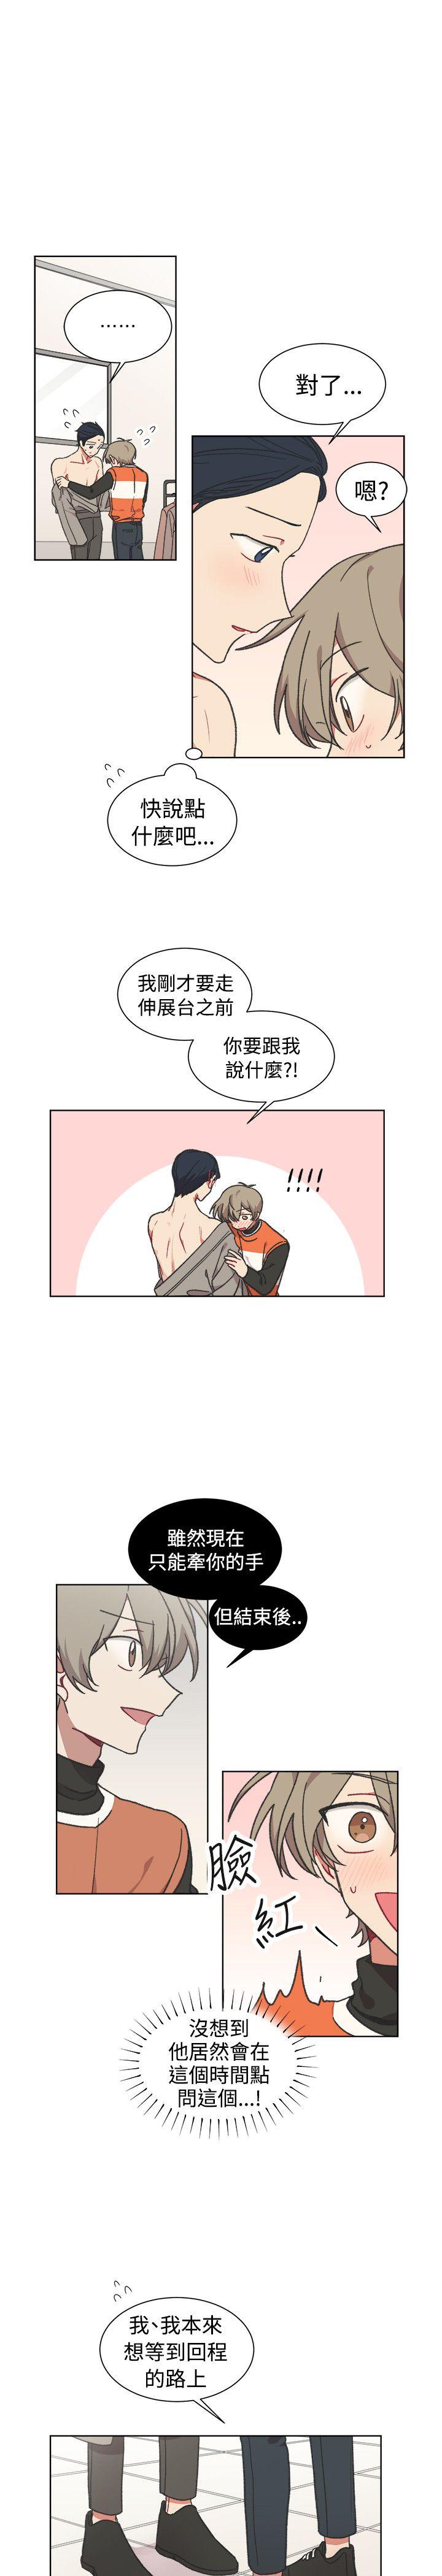 ……
對了...
嗯?
快說點
什麼吧...
我剛才要走
伸展台之前
你要跟我
說什麼?!
!!!!
雖然現在
只能牽你的手
但結束後..
臉
紅、
沒想到
他居然會在
這個時間點
問這個...!
我、我本來
想等到回程
的路上